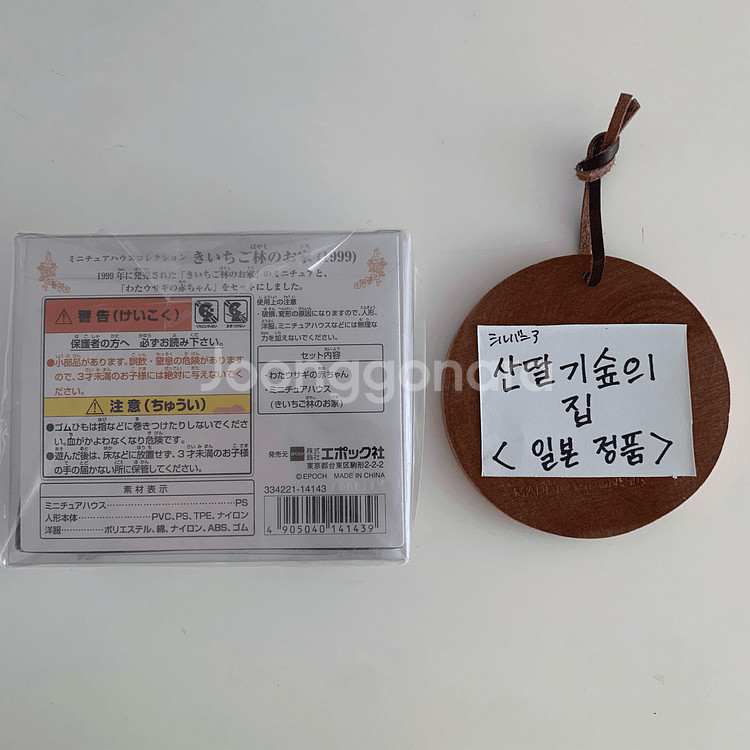 ミニチュアハウスコレクション きいちご林のお家(1999)
1999年に発売された「きいちご林のお家」のミニチュアと、
「わたウサギの赤ちゃん」をセットにしました。
警告(けいこく)
保護者の方へ 必ずお読み下さい。
●小部品があります。誤飲・窒息の危険があります
ので、3才未満のお子様には絶対に与えないでく
ださい。
注意(ちゅうい)
●ゴムひもは指などに巻きつけたりしないでくださ
い。血がかよわなくなり危険です。
●遊んだ後は、床などに放置せず、3才未満のお子様
の手の届かない所に保管してください。
素材表示
ミニチュアハウス PS
人形本体 PVC, PS, TPE, ナイロン
洋服 ポリエステル、綿、ナイロン、ABS、ゴム
使用上の注意
・破損、変形の原因になりますので、人形、
洋服、ミニチュアハウスなどには無理な
力を加えないでください。
セット内容
・わたウサギの赤ちゃん
・ミニチュアハウス
(きいちご林のお家)
発売元 EPOCH 株式会社 エポック社
東京都台東区駒形2-2-2
©EPOCH MADE IN CHINA
334221-14143
4 905040 141439
Joonggonara
산딸기숲의
집
< 일본 정품 >